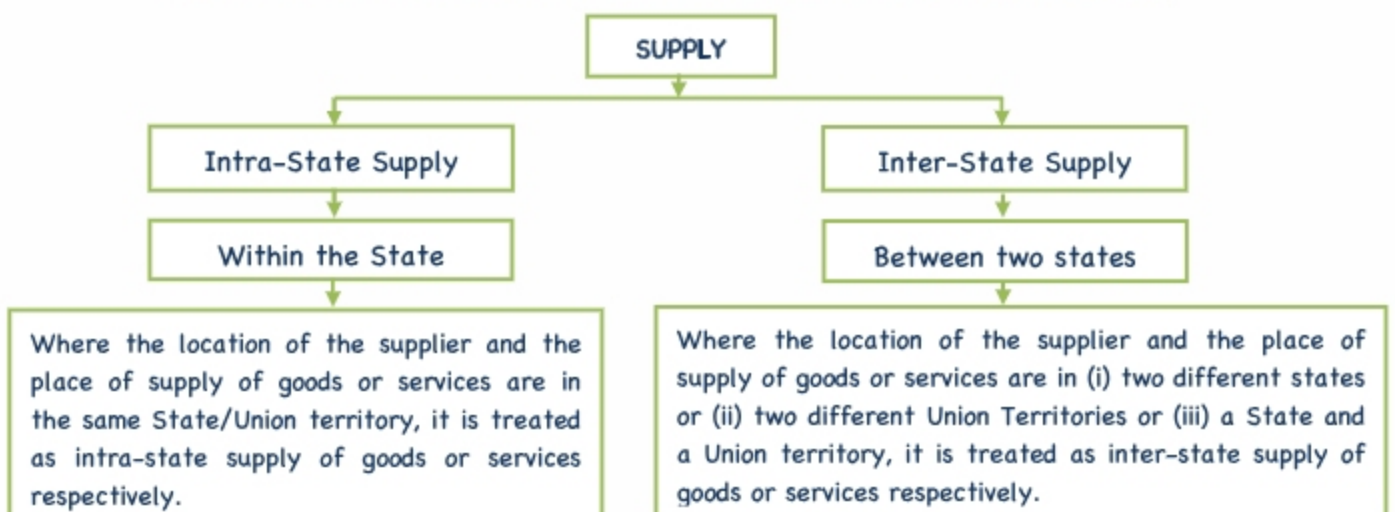 SUPPLY
Intra-State Supply
Inter-State Supply
Within the State
Between two states
Where the location of the supplier and the
place of supply of goods or services are in
the same State/Union territory, it is treated
as intra-state supply of goods or services
respectively.
Where the location of the supplier and the place of
supply of goods or services are in (i) two different states
or (ii) two different Union Territories or (iii) a State and
a Union territory, it is treated as inter-state supply of
goods or services respectively.